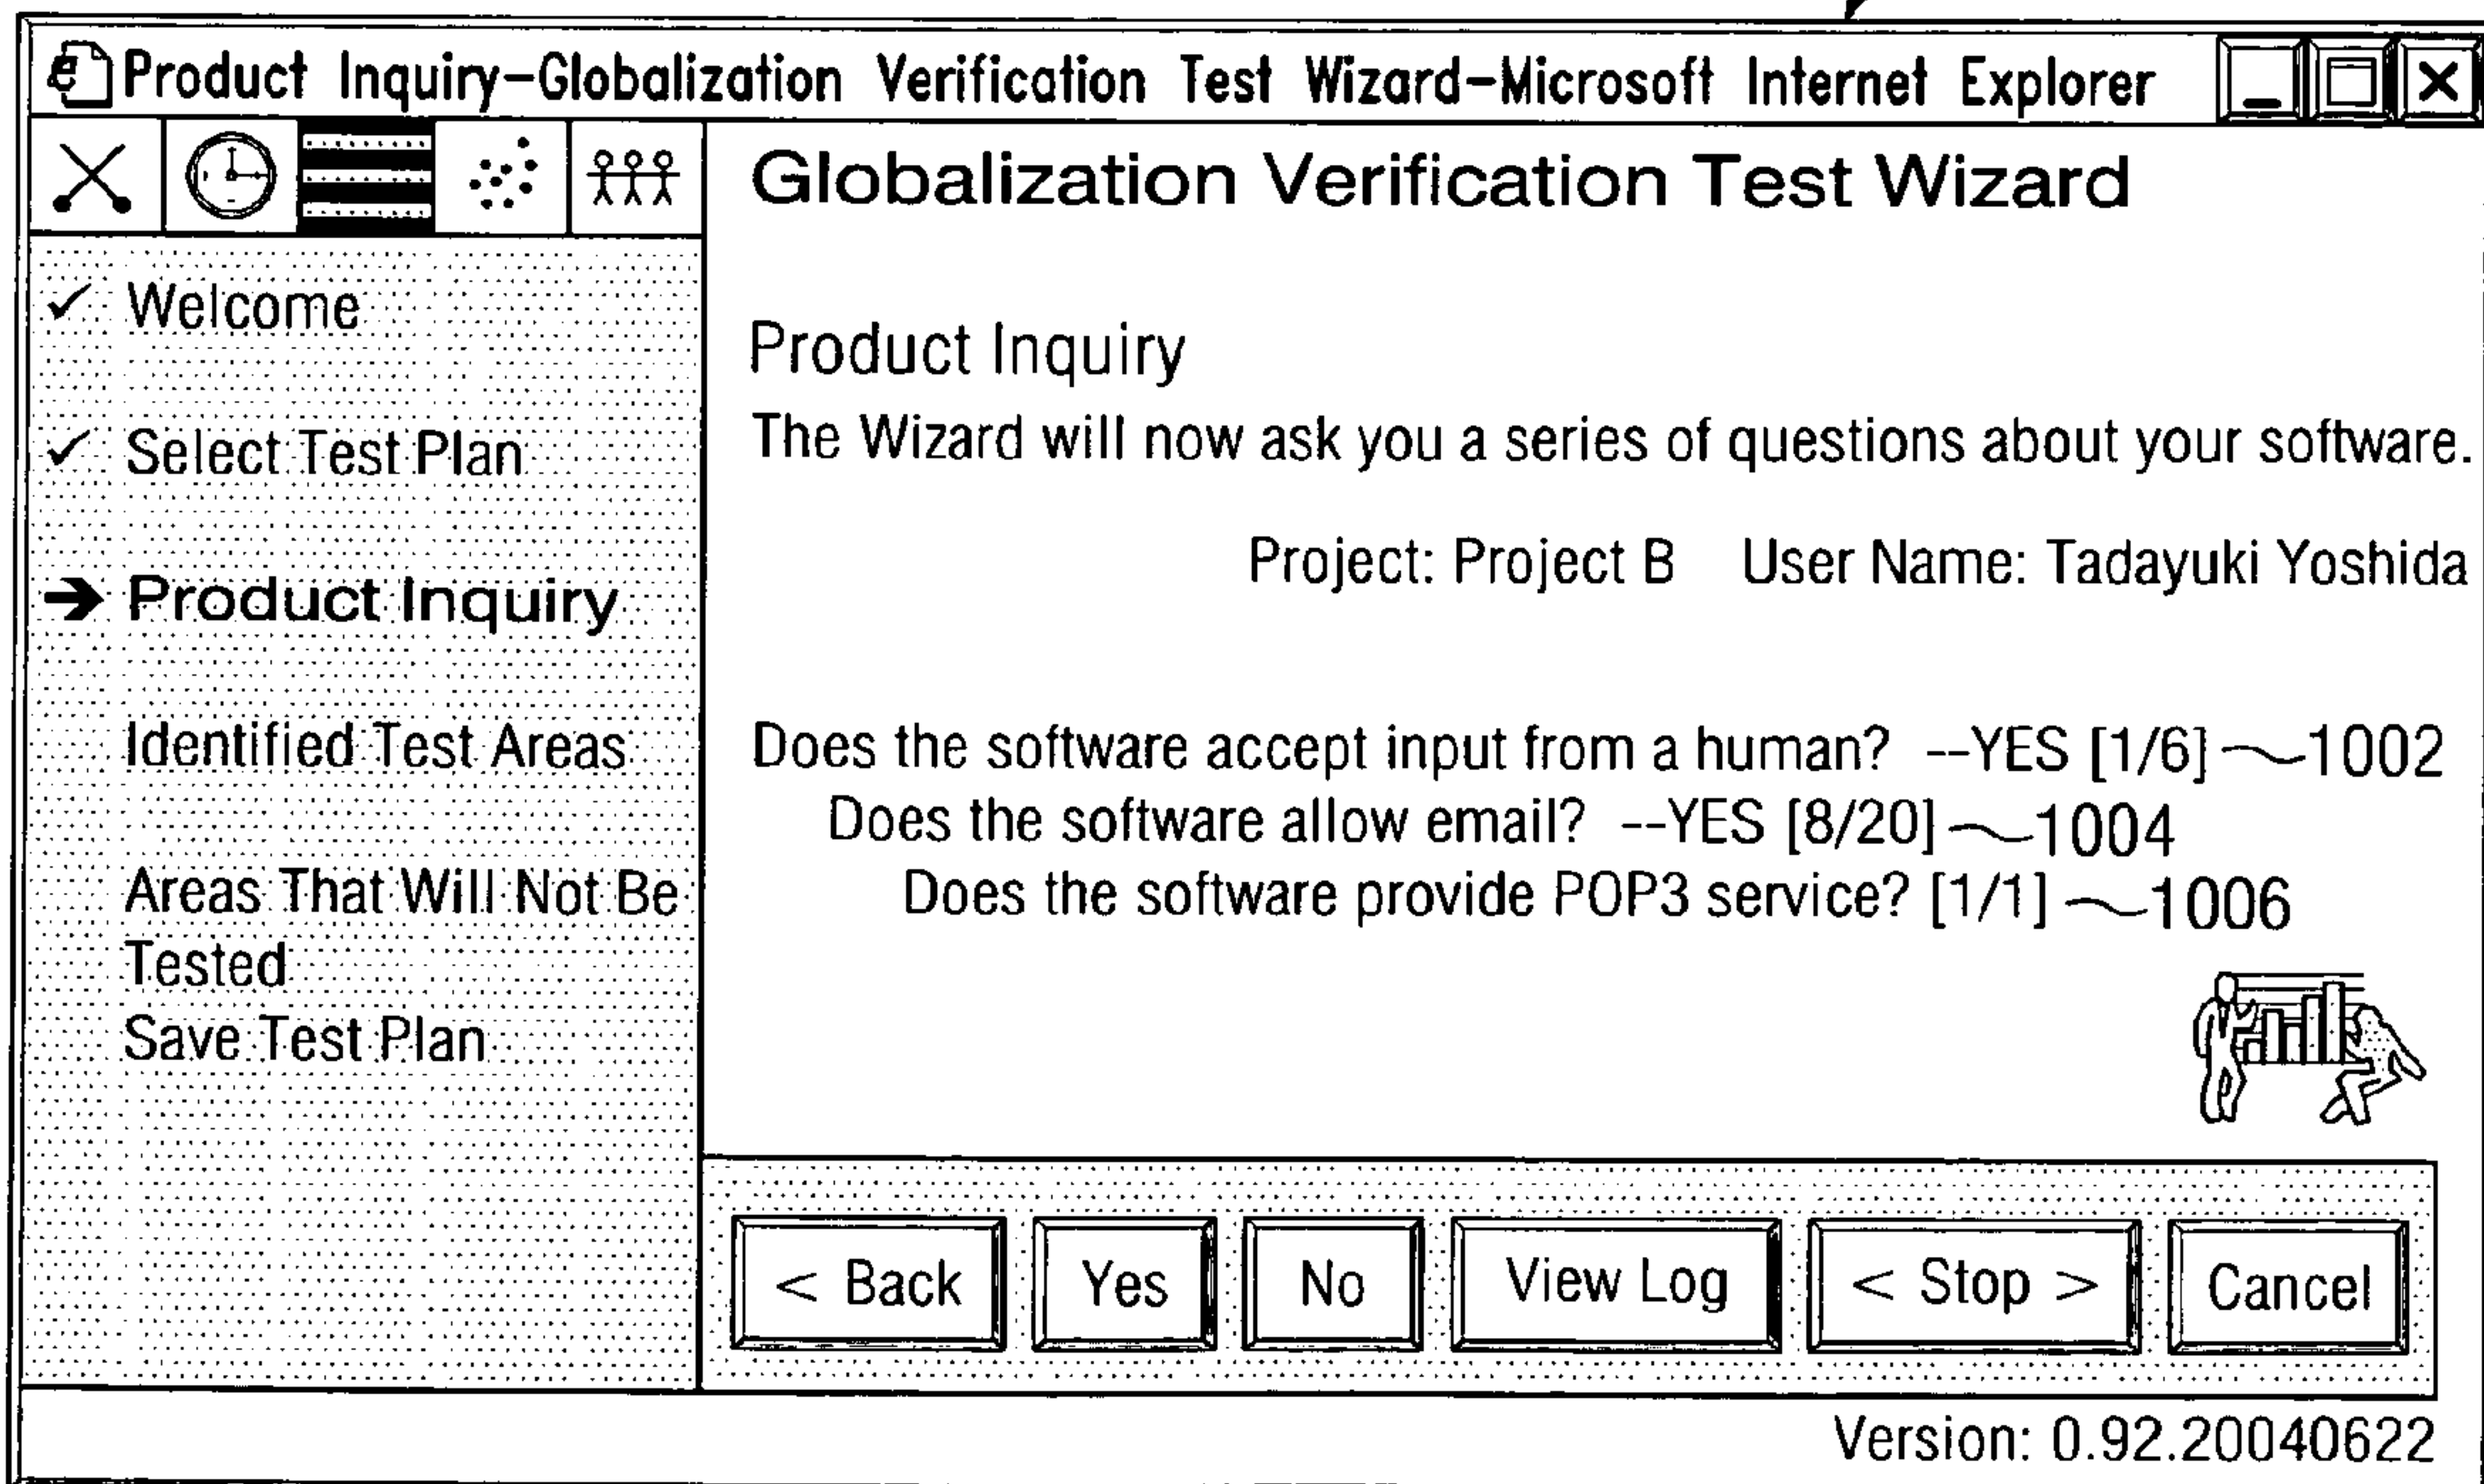 Product Inquiry-Globalization Verification Test Wizard-Microsoft Internet Explorer
Globalization Verification Test Wizard
✓ Welcome
✓ Select Test Plan
➔ Product Inquiry
Identified Test Areas
Areas That Will Not Be
Tested
Save Test Plan
Product Inquiry
The Wizard will now ask you a series of questions about your software.
Project: Project B User Name: Tadayuki Yoshida
Does the software accept input from a human? --YES [1/6] 1002
Does the software allow email? --YES [8/20] 1004
Does the software provide POP3 service? [1/1] 1006
< Back Yes No View Log < Stop > Cancel
Version: 0.92.20040622